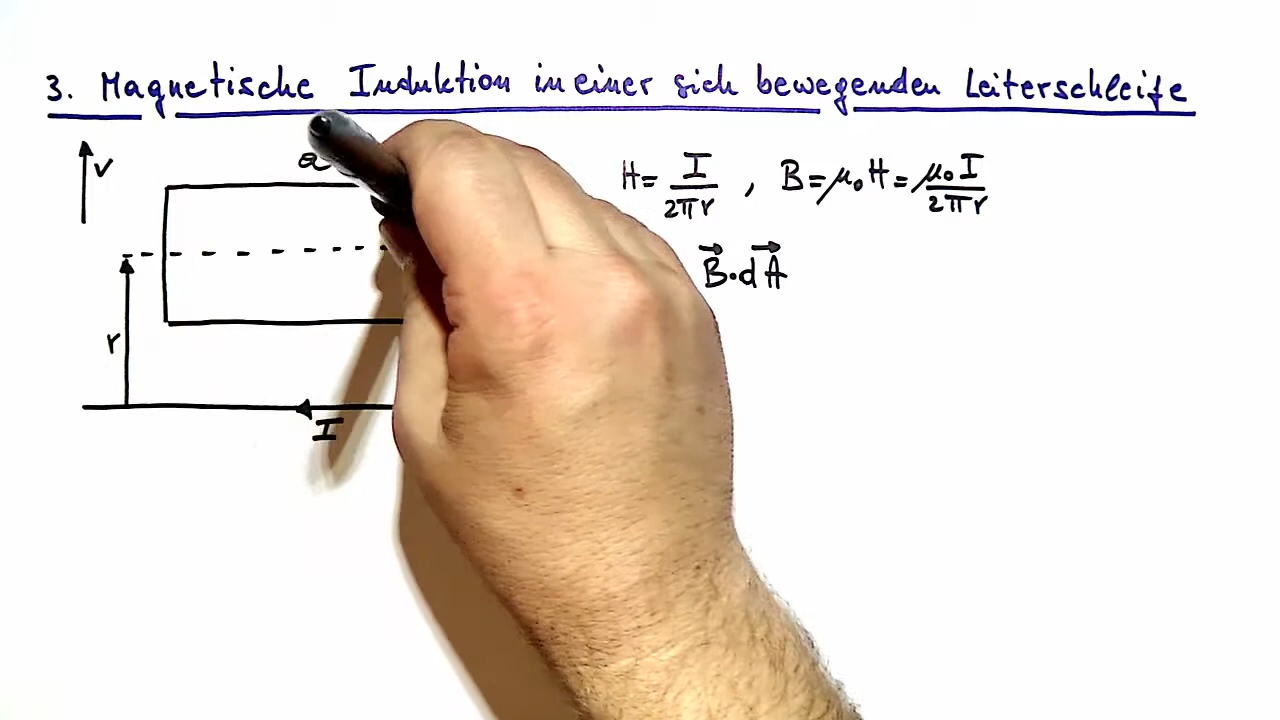 3. Magnetische Induktion in einer sich bewegenden Leiterschleife
v
a
H = I/2πr , B = μ₀H = μ₀I/2πr
B⃗·dA⃗
r
I